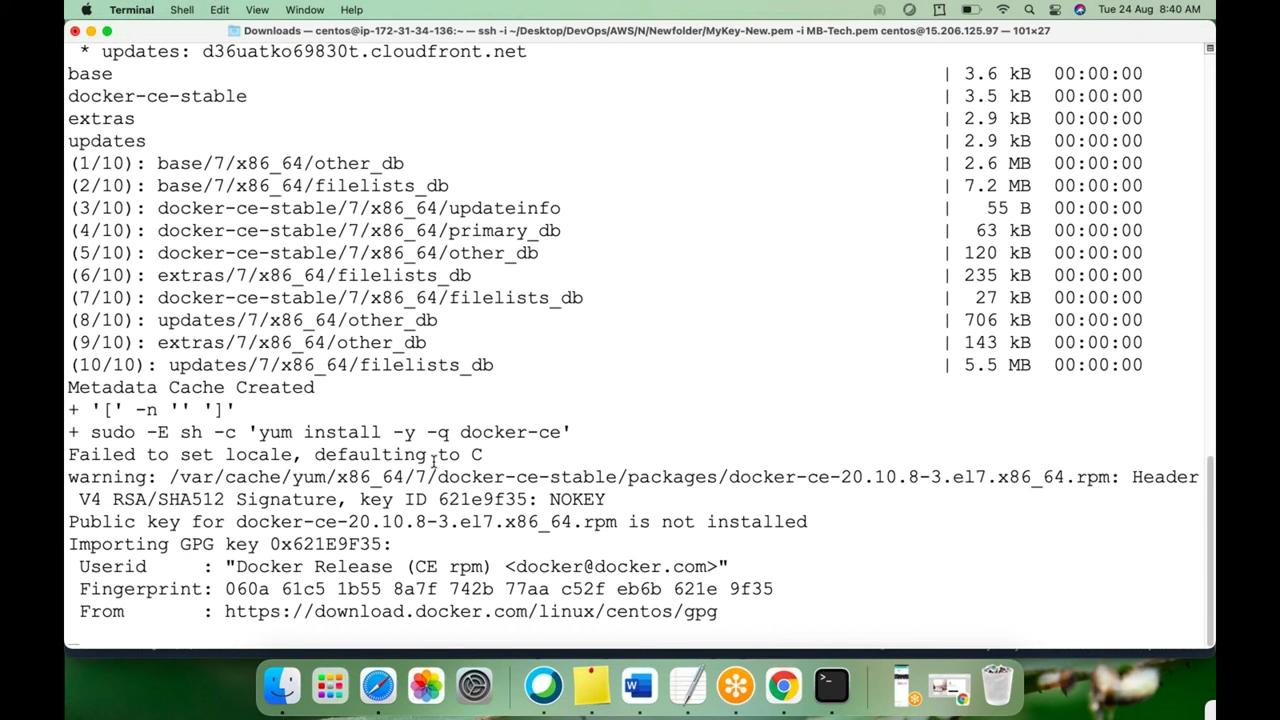 Terminal Shell Edit View Window Help Tue 24 Aug 8:40 AM
Downloads — centos@ip-172-31-34-136:~ — ssh -i ~/Desktop/DevOps/AWS/N/Newfolder/MyKey-New.pem -i MB-Tech.pem centos@15.206.125.97 — 101×27
* updates: d36uatko69830t.cloudfront.net
base | 3.6 kB 00:00:00
docker-ce-stable | 3.5 kB 00:00:00
extras | 2.9 kB 00:00:00
updates | 2.9 kB 00:00:00
(1/10): base/7/x86_64/other_db | 2.6 MB 00:00:00
(2/10): base/7/x86_64/filelists_db | 7.2 MB 00:00:00
(3/10): docker-ce-stable/7/x86_64/updateinfo | 55 B 00:00:00
(4/10): docker-ce-stable/7/x86_64/primary_db | 63 kB 00:00:00
(5/10): docker-ce-stable/7/x86_64/other_db | 120 kB 00:00:00
(6/10): extras/7/x86_64/filelists_db | 235 kB 00:00:00
(7/10): docker-ce-stable/7/x86_64/filelists_db | 27 kB 00:00:00
(8/10): updates/7/x86_64/other_db | 706 kB 00:00:00
(9/10): extras/7/x86_64/other_db | 143 kB 00:00:00
(10/10): updates/7/x86_64/filelists_db | 5.5 MB 00:00:00
Metadata Cache Created
+ '[' -n '' ']'
+ sudo -E sh -c 'yum install -y -q docker-ce'
Failed to set locale, defaulting to C
warning: /var/cache/yum/x86_64/7/docker-ce-stable/packages/docker-ce-20.10.8-3.el7.x86_64.rpm: Header
V4 RSA/SHA512 Signature, key ID 621e9f35: NOKEY
Public key for docker-ce-20.10.8-3.el7.x86_64.rpm is not installed
Importing GPG key 0x621E9F35:
Userid : "Docker Release (CE rpm) <docker@docker.com>"
Fingerprint: 060a 61c5 1b55 8a7f 742b 77aa c52f eb6b 621e 9f35
From : https://download.docker.com/linux/centos/gpg